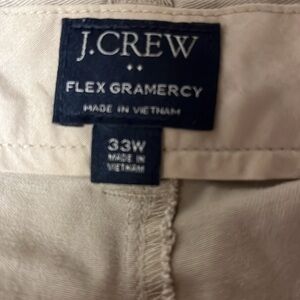 J.CREW
FLEX GRAMERCY
MADE IN VIETNAM
33W
MADE IN
VIETNAM